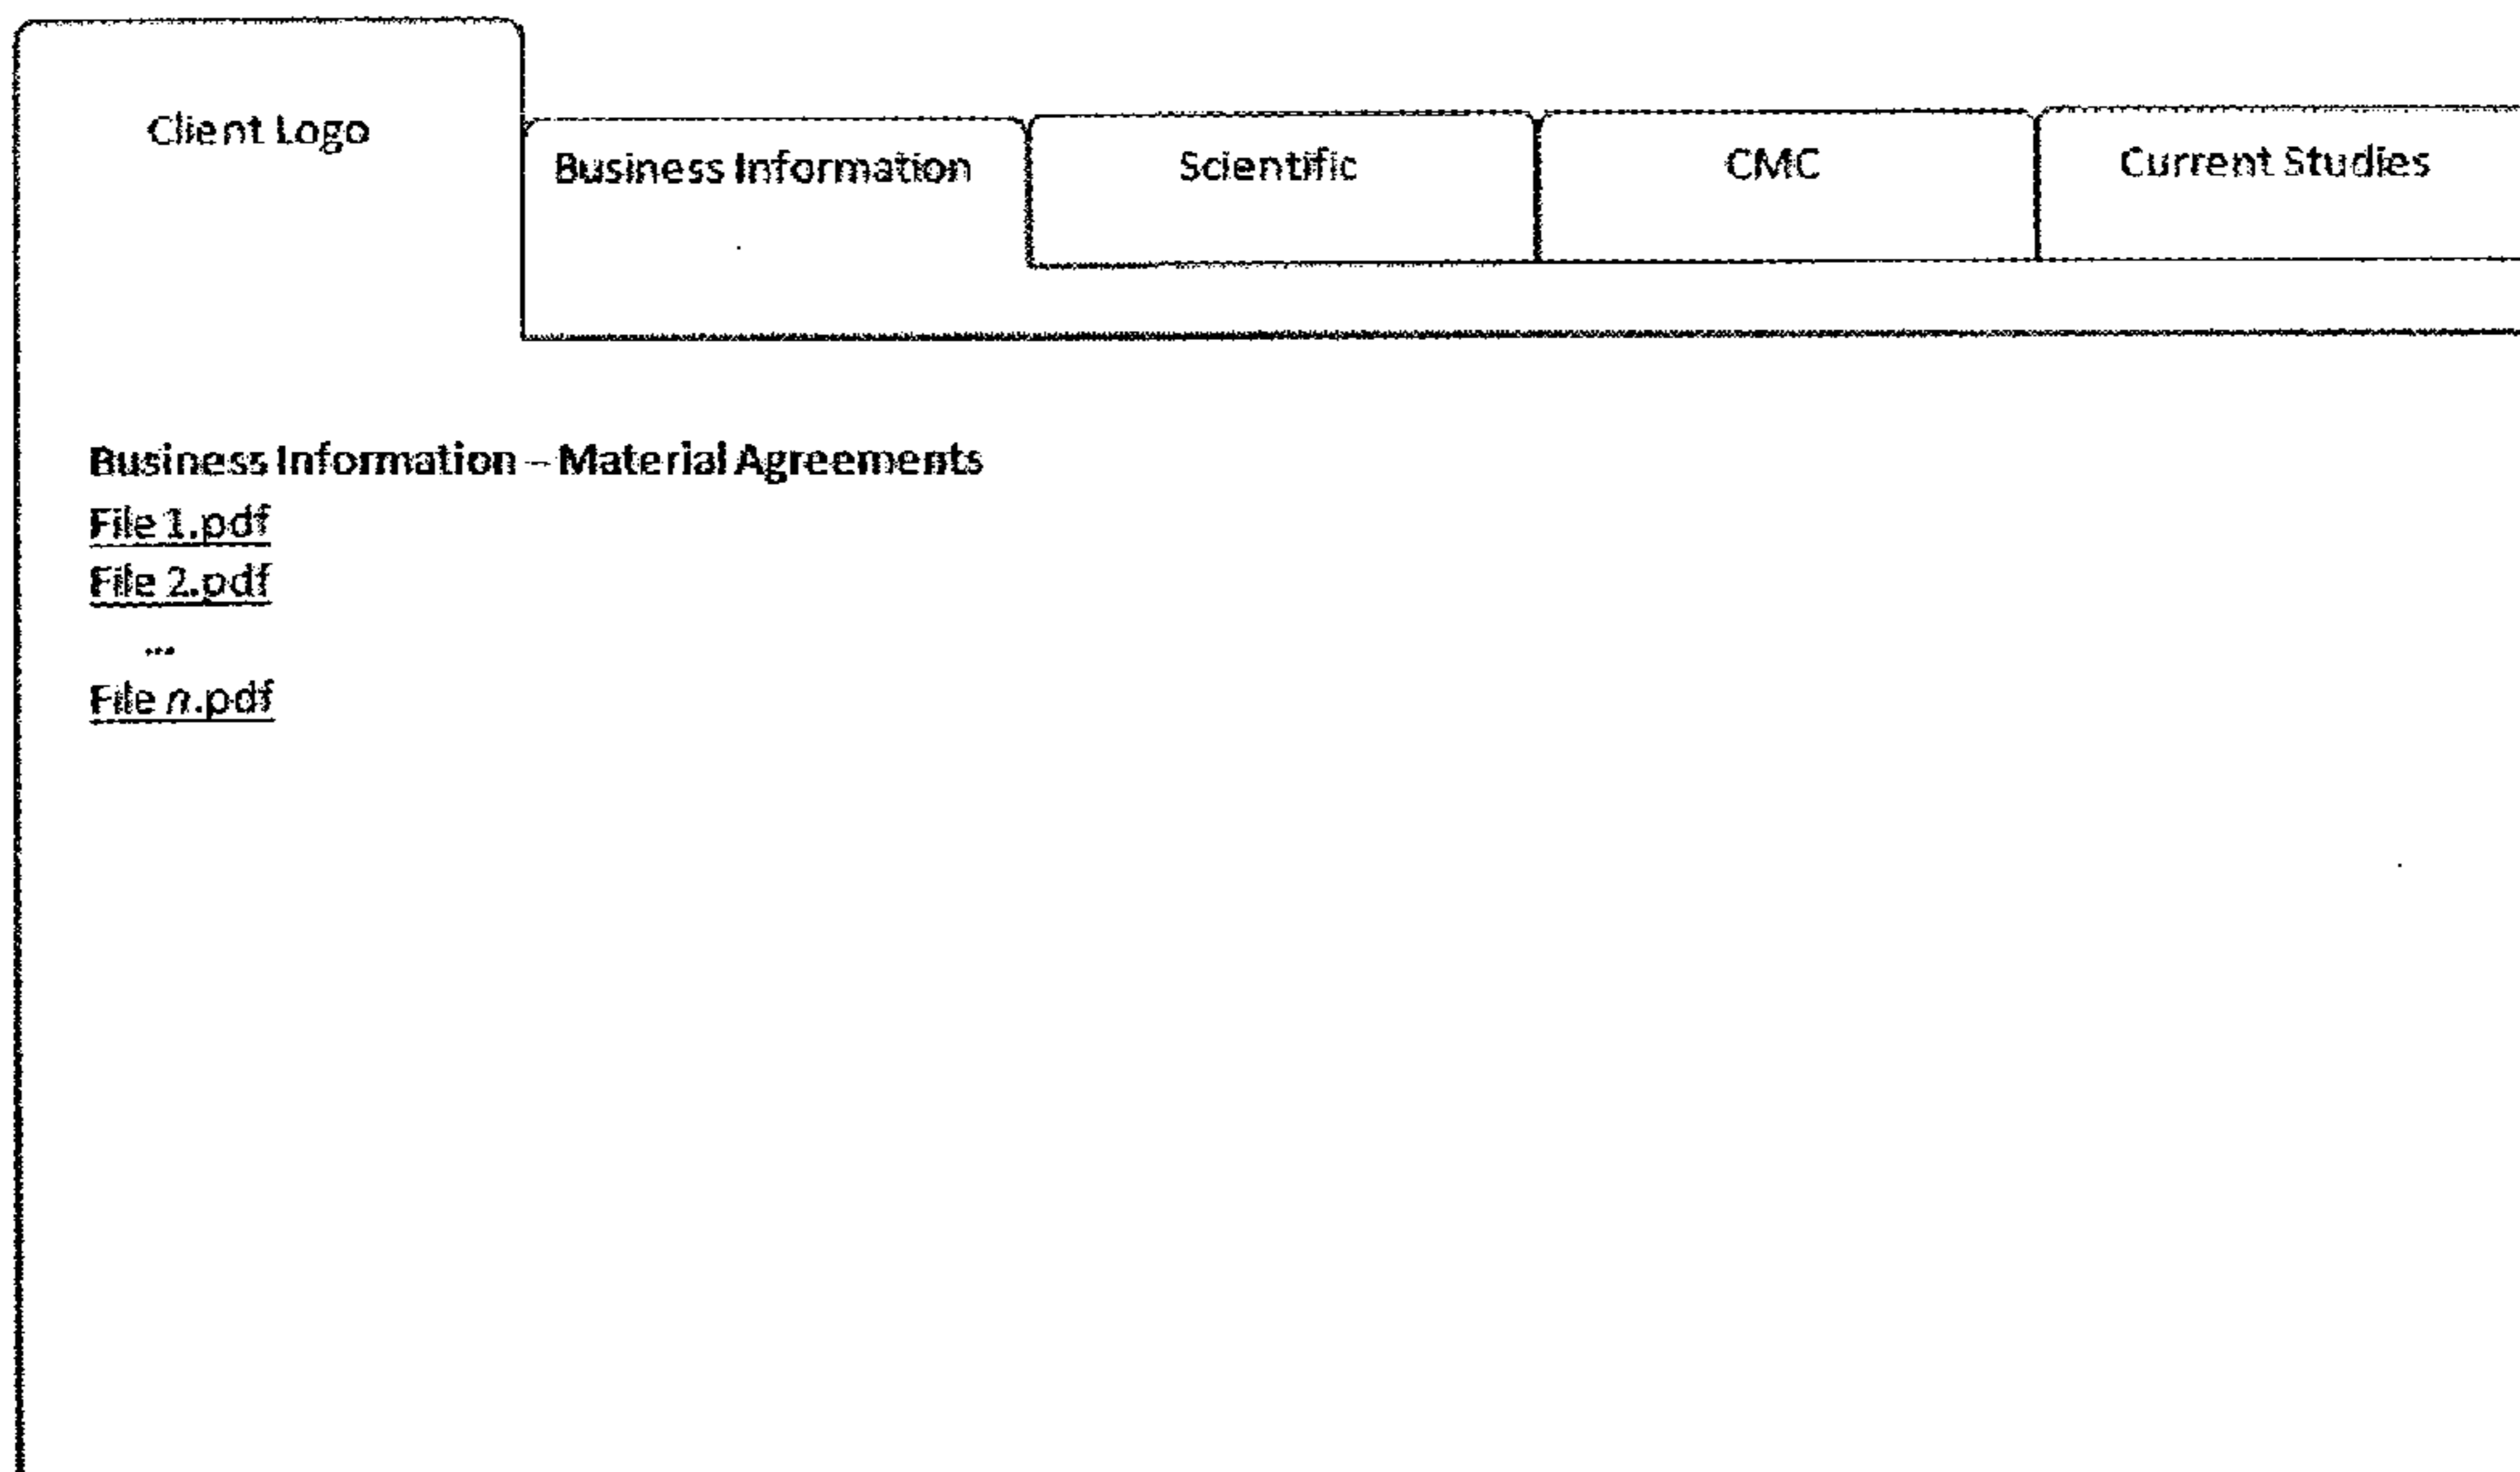 Client Logo
Business Information
Scientific
CMC
Current Studies
Business Information – Material Agreements
File 1.pdf
File 2.pdf
...
File n.pdf